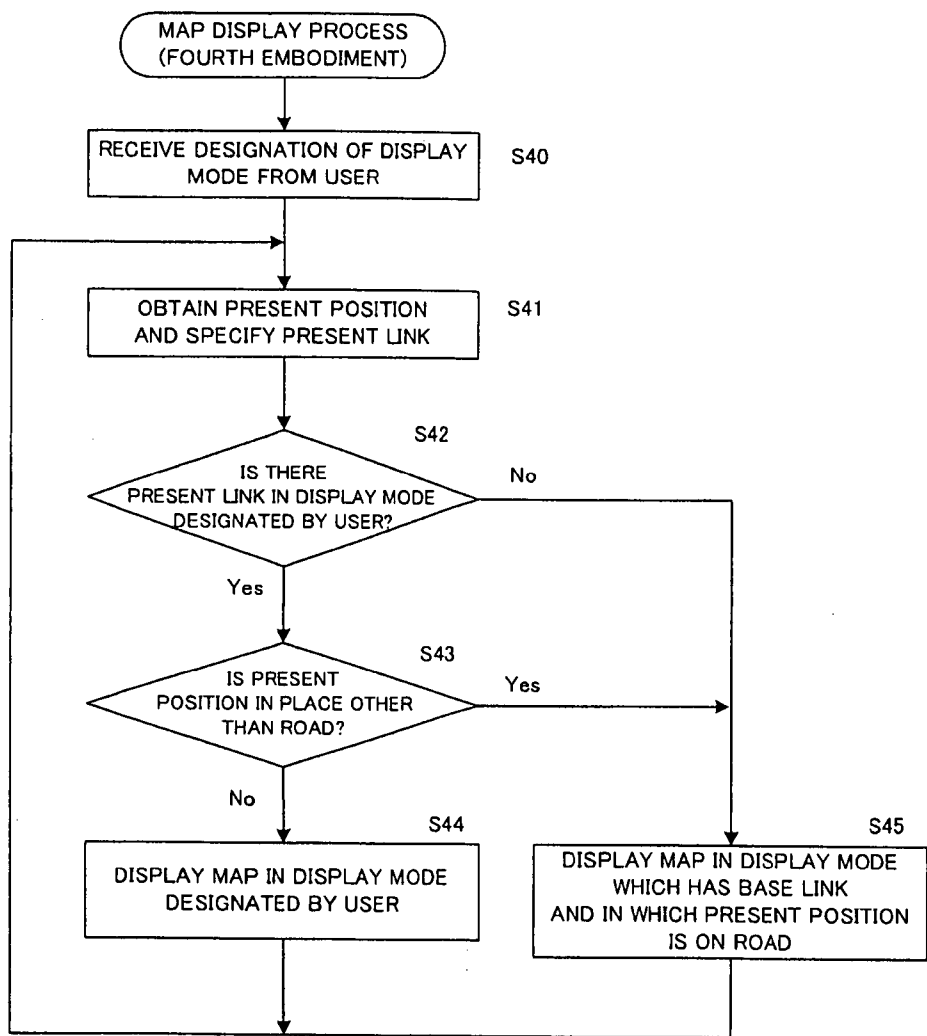 MAP DISPLAY PROCESS
(FOURTH EMBODIMENT)
RECEIVE DESIGNATION OF DISPLAY
MODE FROM USER
S40
OBTAIN PRESENT POSITION
AND SPECIFY PRESENT LINK
S41
S42
IS THERE
PRESENT LINK IN DISPLAY MODE
DESIGNATED BY USER?
No
Yes
S43
IS PRESENT
POSITION IN PLACE OTHER
THAN ROAD?
Yes
No
S44
DISPLAY MAP IN DISPLAY MODE
DESIGNATED BY USER
S45
DISPLAY MAP IN DISPLAY MODE
WHICH HAS BASE LINK
AND IN WHICH PRESENT POSITION
IS ON ROAD